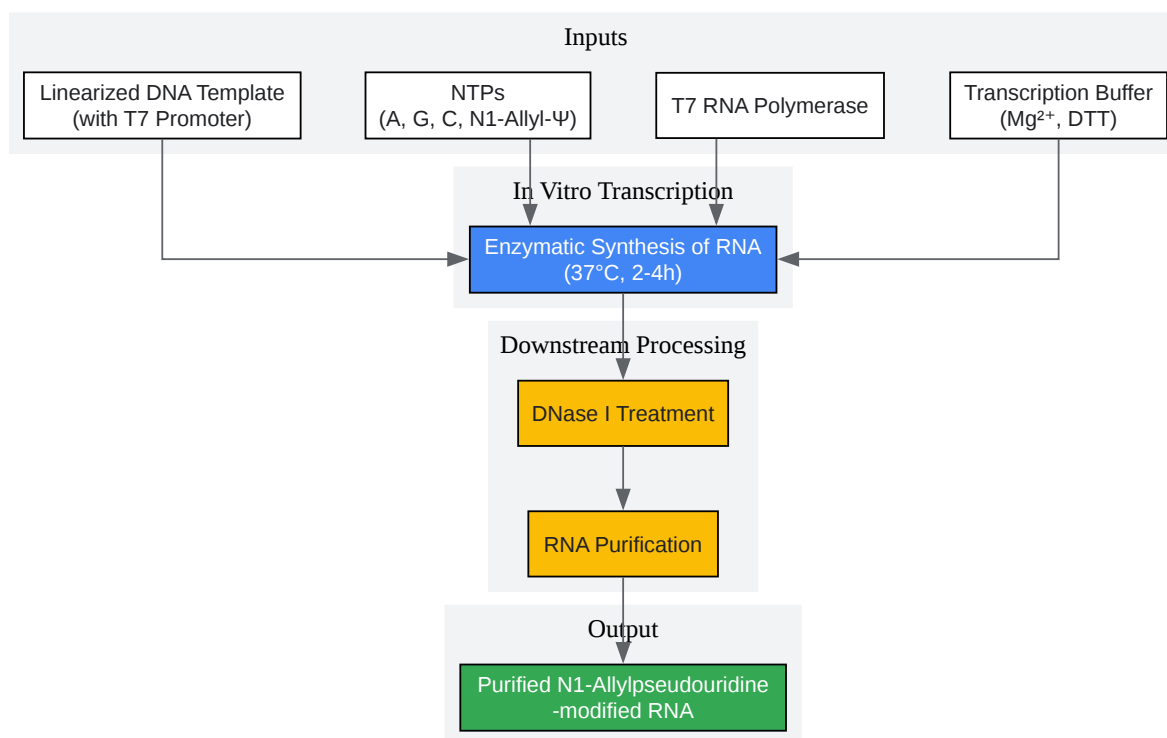 Inputs
Linearized DNA Template
(with T7 Promoter)
NTPs
(A, G, C, N1-Allyl-Ψ)
T7 RNA Polymerase
Transcription Buffer
(Mg²⁺, DTT)
In Vitro Transcription
Enzymatic Synthesis of RNA
(37°C, 2-4h)
Downstream Processing
DNase I Treatment
RNA Purification
Output
Purified N1-Allylpseudouridine
-modified RNA